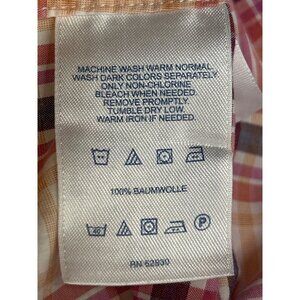 MACHINE WASH WARM NORMAL
WASH DARK COLORS SEPARATELY
ONLY NON-CHLORINE
BLEACH WHEN NEEDED.
REMOVE PROMPTLY.
TUMBLE DRY LOW.
WARM IRON IF NEEDED.
100% BAUMWOLLE
RN 62830